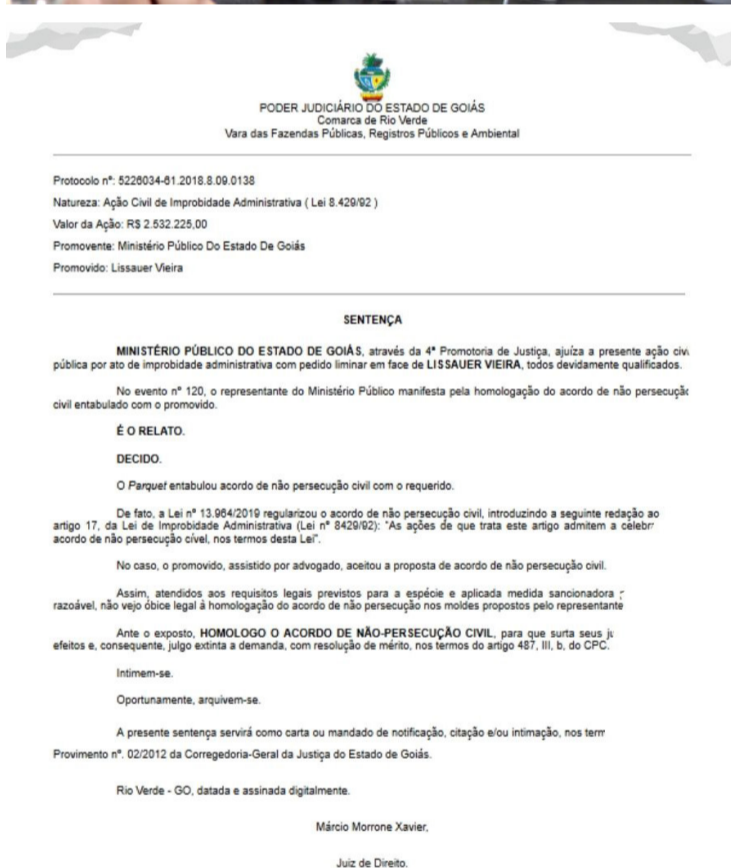 PODER JUDICIÁRIO DO ESTADO DE GOIÁS
Comarca de Rio Verde
Vara das Fazendas Públicas, Registros Públicos e Ambiental
Protocolo nº: 5226034-61.2018.8.09.0138
Natureza: Ação Civil de Improbidade Administrativa ( Lei 8.429/92 )
Valor da Ação: R$ 2.532.225,00
Promovente: Ministério Público Do Estado De Goiás
Promovido: Lissauer Vieira
SENTENÇA
MINISTÉRIO PÚBLICO DO ESTADO DE GOIÁS, através da 4ª Promotoria de Justiça, ajuíza a presente ação
pública por ato de improbidade administrativa com pedido liminar em face de LISSAUER VIEIRA, todos devidamente qualificados.
No evento nº 120, o representante do Ministério Público manifesta pela homologação do acordo de não persecução
civil entabulado com o promovido.
É O RELATO.
DECIDO.
O Parquet entabulou acordo de não persecução civil com o requerido.
De fato, a Lei nº 13.964/2019 regularizou o acordo de não persecução civil, introduzindo a seguinte redação ao
artigo 17, da Lei de Improbidade Administrativa (Lei nº 8429/92): "As ações de que trata este artigo admitem a
acordo de não persecução cível, nos termos desta Lei".
No caso, o promovido, assistido por advogado, aceitou a proposta de acordo de não persecução civil.
Assim, atendidos aos requisitos legais previstos para a espécie e aplicada medida sancionadora
razoável, não vejo óbice legal à homologação do acordo de não persecução nos moldes propostos pelo representante
Ante o exposto, HOMOLOGO O ACORDO DE NÃO-PERSECUÇÃO CIVIL, para que surta seus
efeitos e, consequente, julgo extinta a demanda, com resolução de mérito, nos termos do artigo 487, III, b, do CPC.
Intimem-se.
Oportunamente, arquivem-se.
A presente sentença servirá como carta ou mandado de notificação, citação e/ou intimação, nos
Provimento nº. 02/2012 da Corregedoria-Geral da Justiça do Estado de Goiás.
Rio Verde - GO, datada e assinada digitalmente.
Márcio Morrone Xavier,
Juiz de Direito.